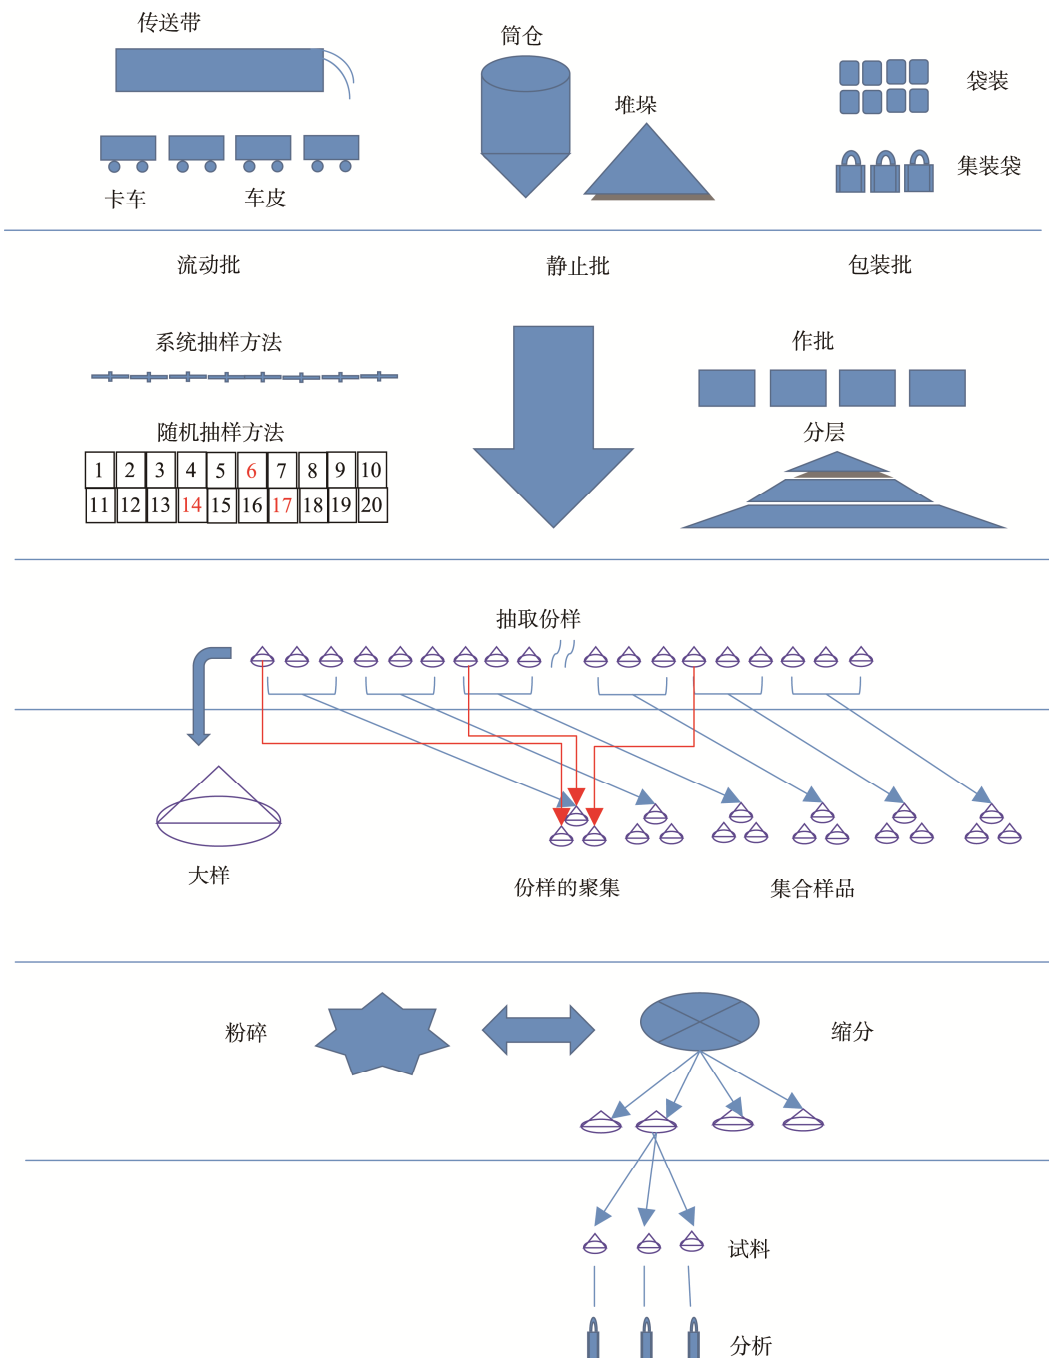 传送带
筒仓
堆垛
袋装
集装袋
卡车
车皮
流动批
静止批
包装批
系统抽样方法
作批
随机抽样方法
分层
1 2 3 4 5 6 7 8 9 10
11 12 13 14 15 16 17 18 19 20
抽取份样
大样
份样的聚集
集合样品
粉碎
缩分
试料
分析